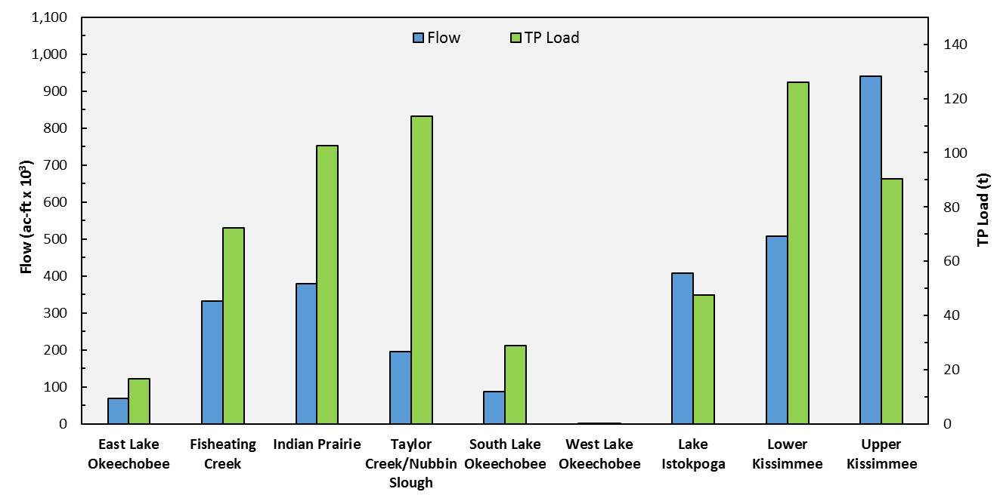 Flow
TP Load
1,100
1,000
900
800
700
600
500
400
300
200
100
0
Flow (ac-ft x 10³)
140
120
100
80
60
40
20
0
TP Load (t)
East Lake
Okeechobee
Fisheating
Creek
Indian Prairie
Taylor
Creek/Nubbin
Slough
South Lake
Okeechobee
West Lake
Okeechobee
Lake
Istokpoga
Lower
Kissimmee
Upper
Kissimmee